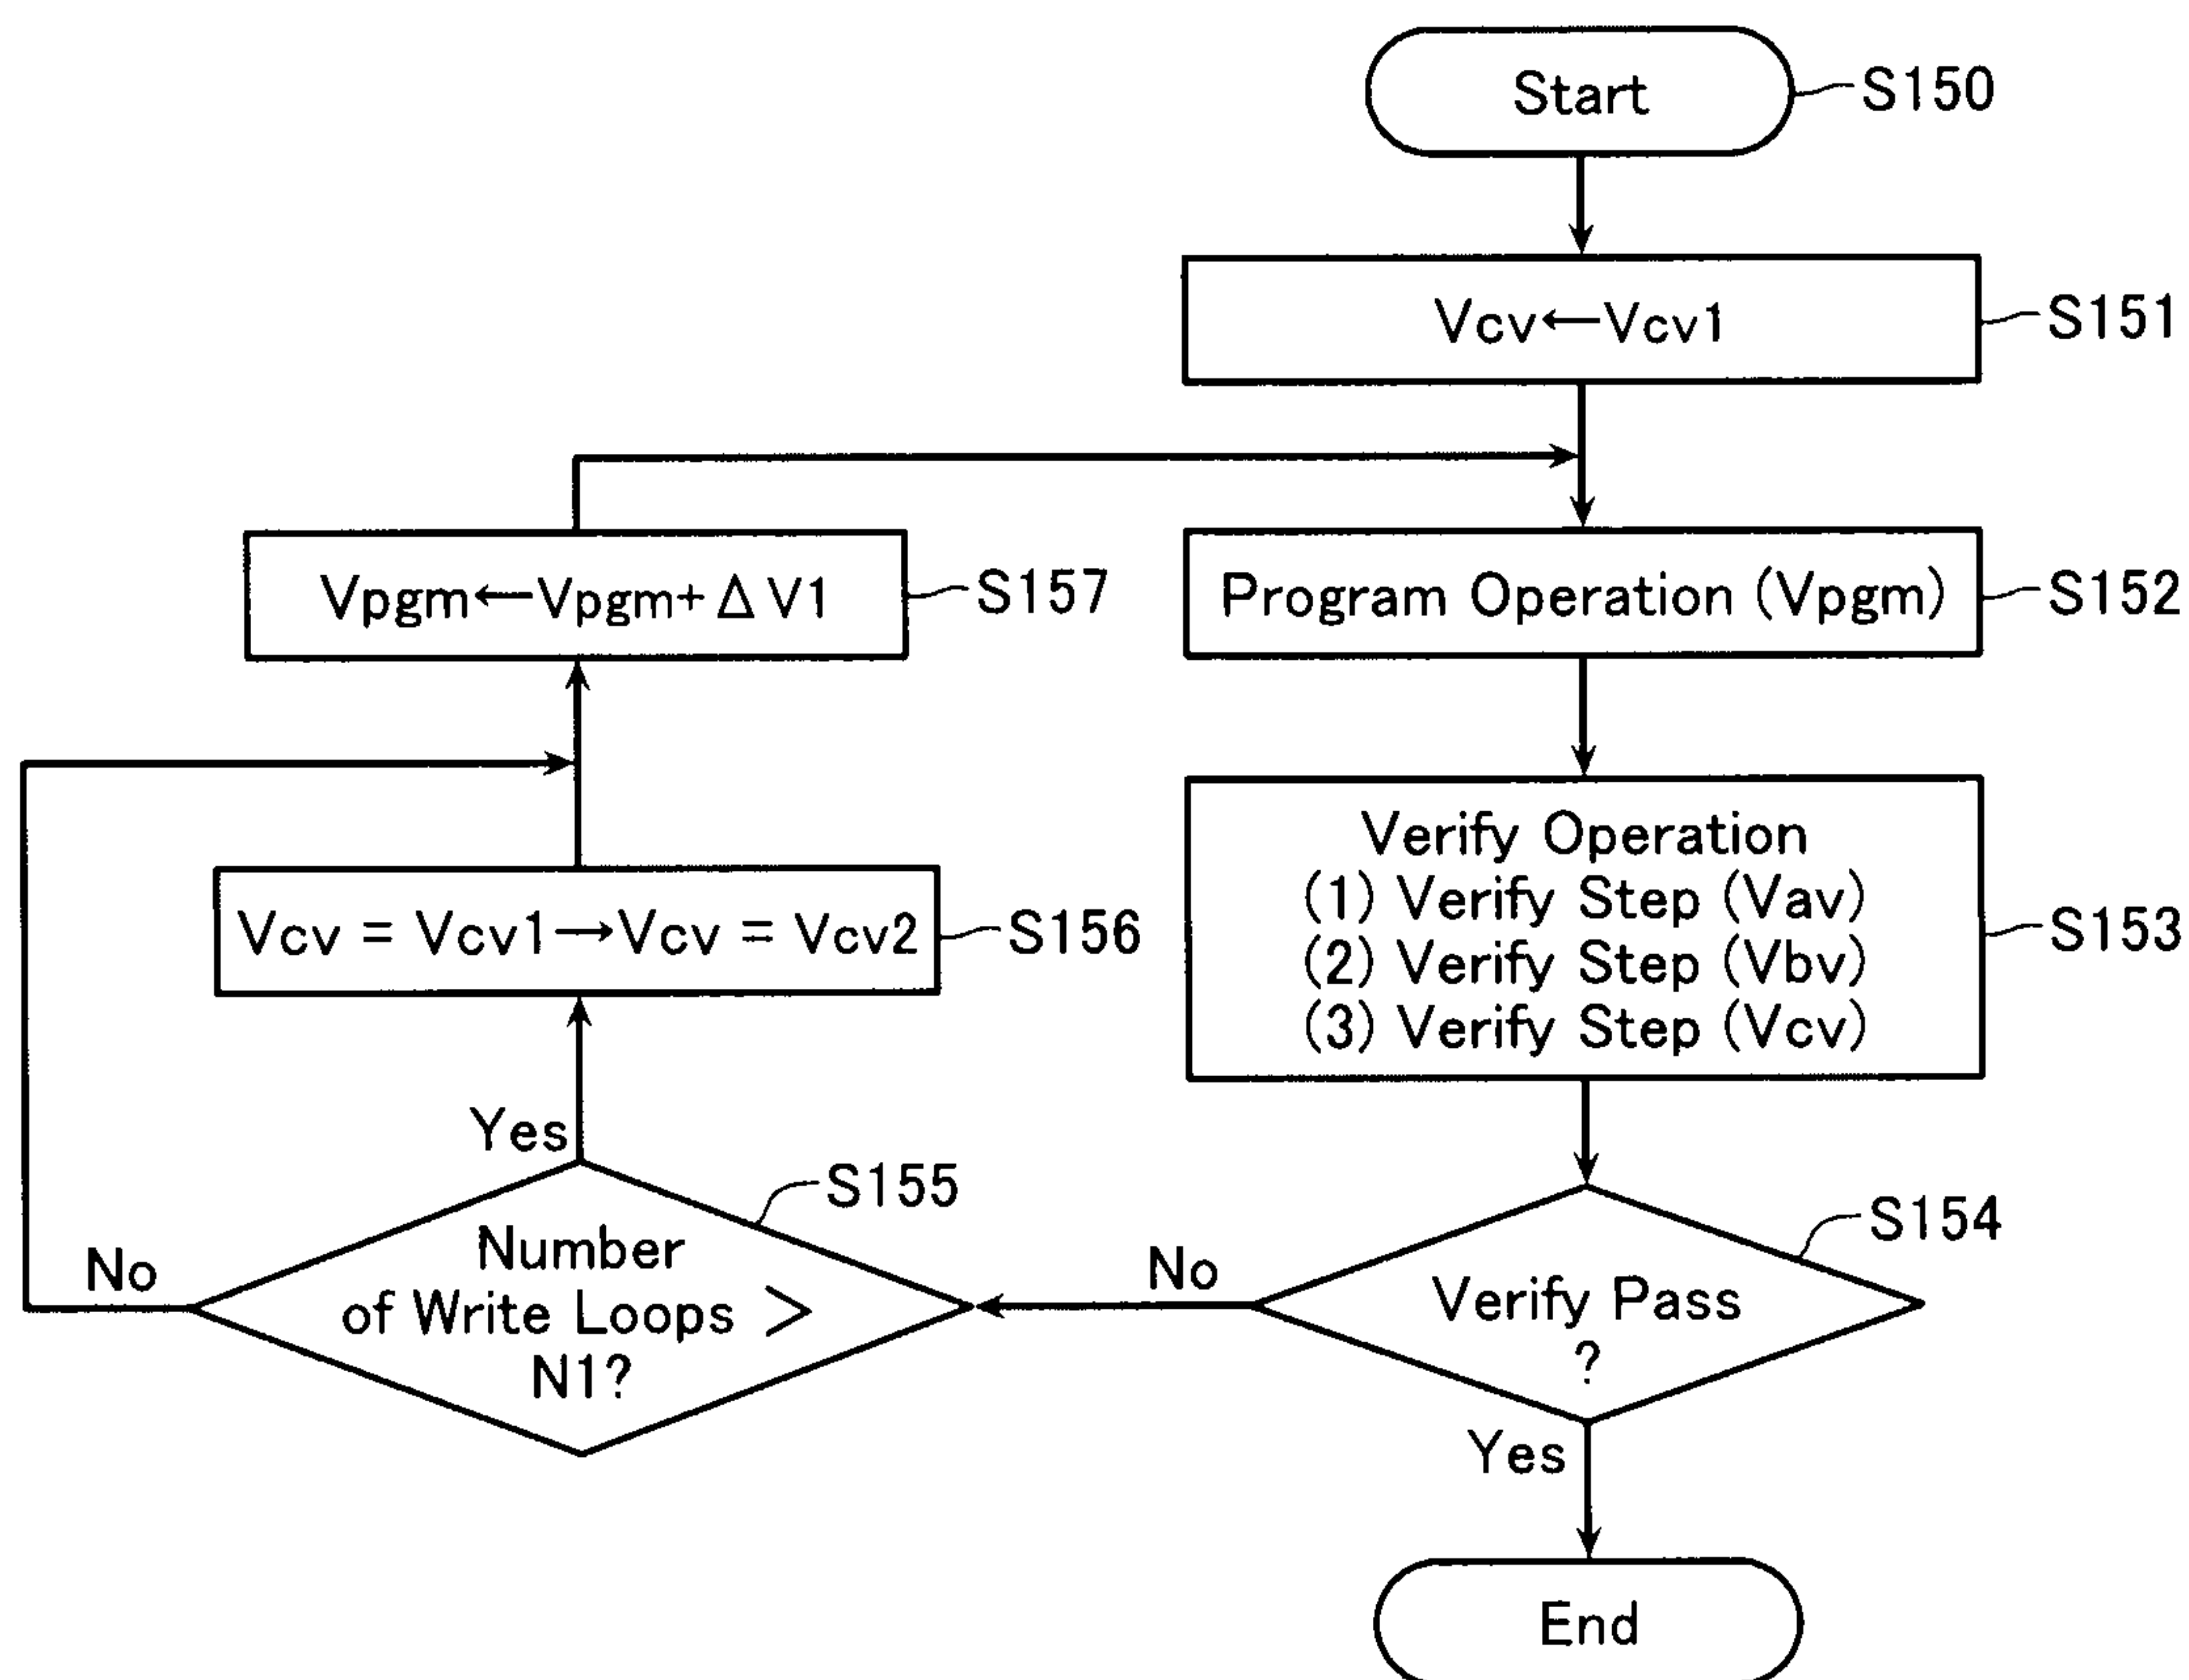 Start
S150
Vcv←Vcv1
S151
Vpgm←Vpgm+ΔV1
S157
Program Operation (Vpgm)
S152
Verify Operation
(1) Verify Step (Vav)
(2) Verify Step (Vbv)
(3) Verify Step (Vcv)
S153
Vcv = Vcv1→Vcv = Vcv2
S156
Yes
S155
Number
of Write Loops >
N1?
No
No
S154
Verify Pass
?
Yes
End